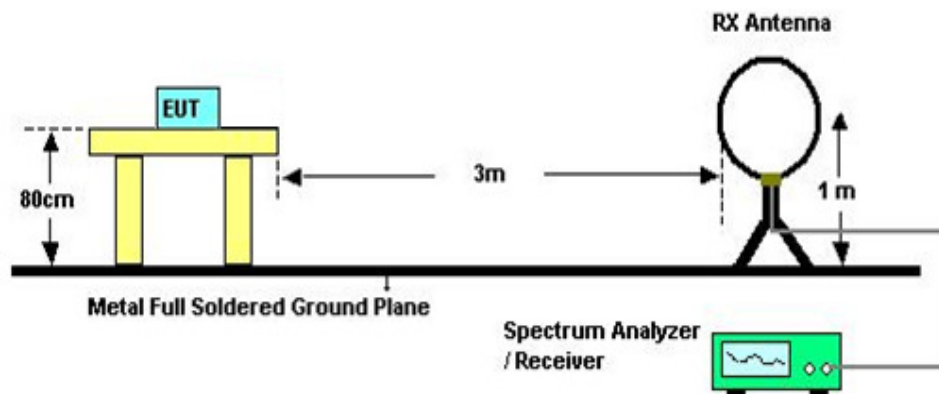 RX Antenna
EUT
3m
80cm
1 m
Metal Full Soldered Ground Plane
Spectrum Analyzer
/ Receiver